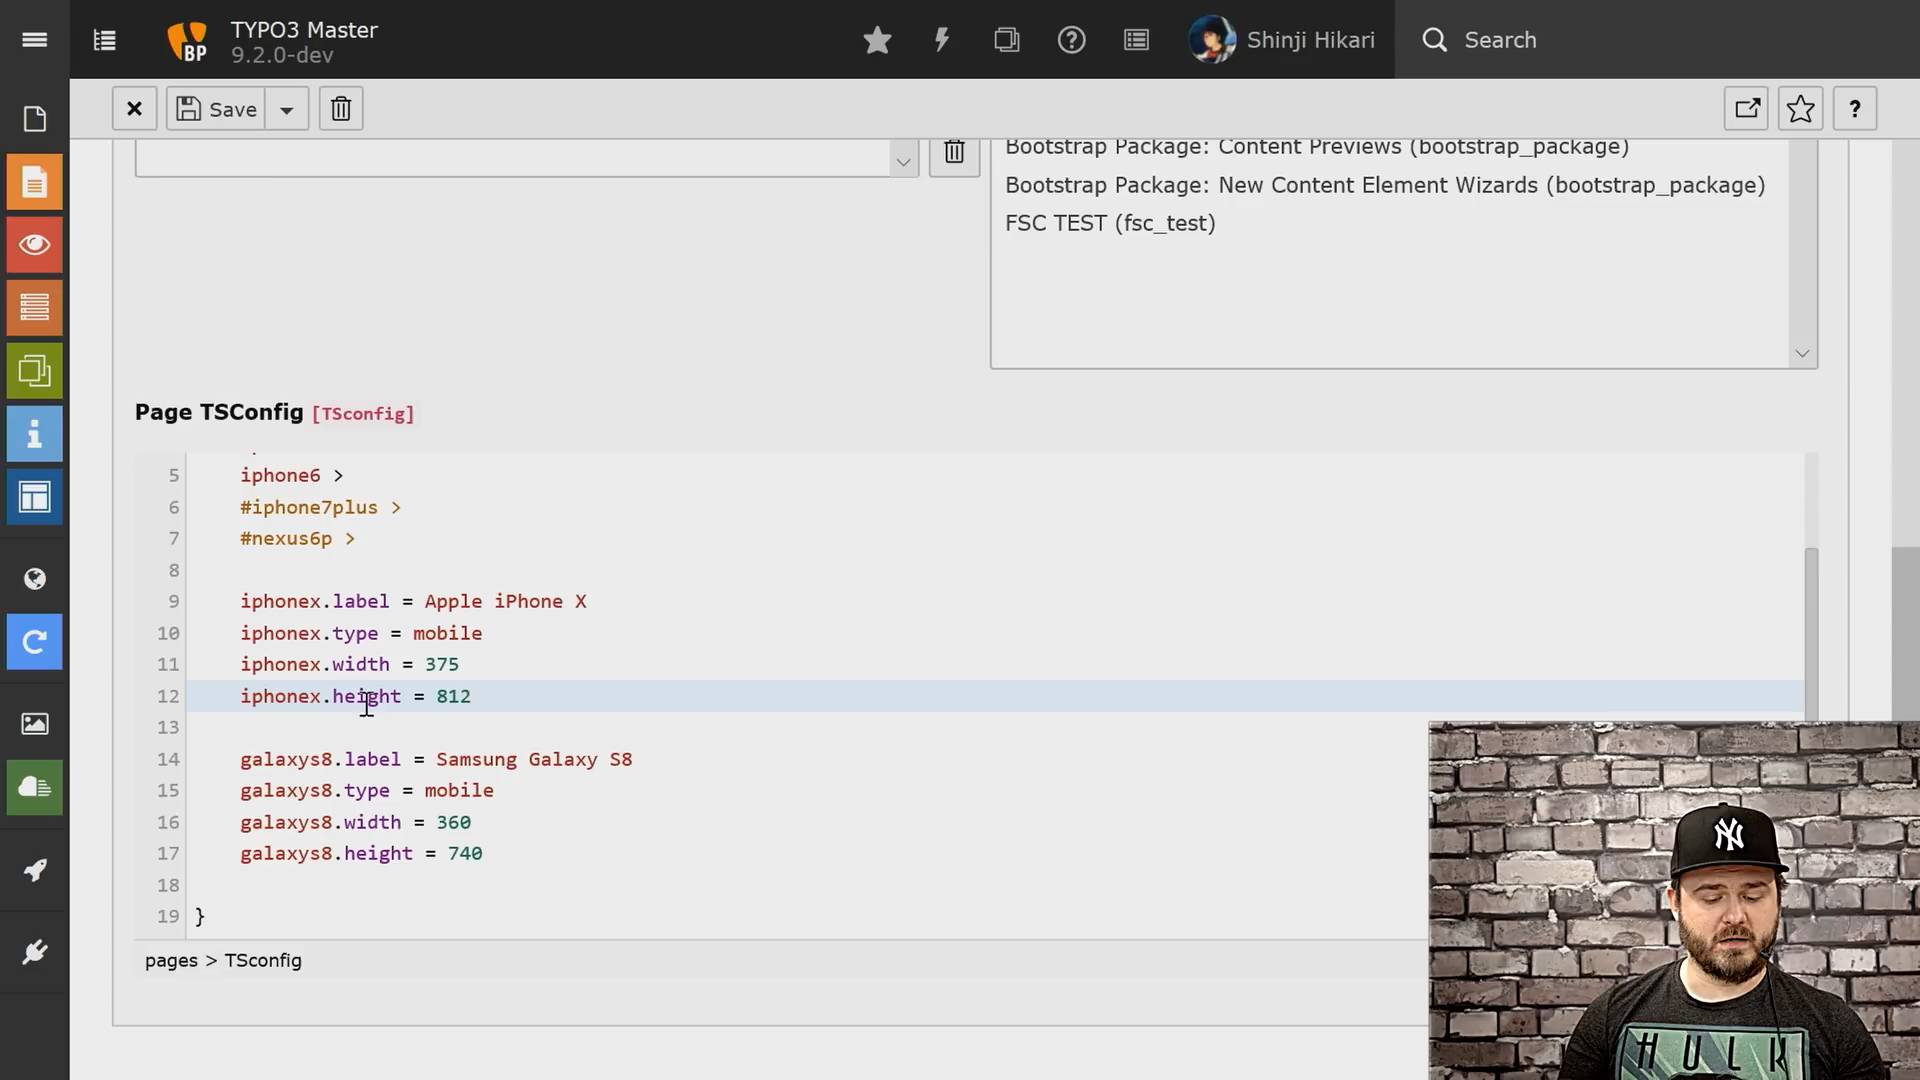 TYPO3 Master
9.2.0-dev
BP
Shinji Hikari
Search
Save
?
Bootstrap Package: Content Previews (bootstrap_package)
Bootstrap Package: New Content Element Wizards (bootstrap_package)
FSC TEST (fsc_test)
Page TSConfig [TSconfig]
5 iphone6 >
6 #iphone7plus >
7 #nexus6p >
8
9 iphonex.label = Apple iPhone X
10 iphonex.type = mobile
11 iphonex.width = 375
12 iphonex.height = 812
13
14 galaxys8.label = Samsung Galaxy S8
15 galaxys8.type = mobile
16 galaxys8.width = 360
17 galaxys8.height = 740
18
19 }
pages > TSconfig
NY
HULK